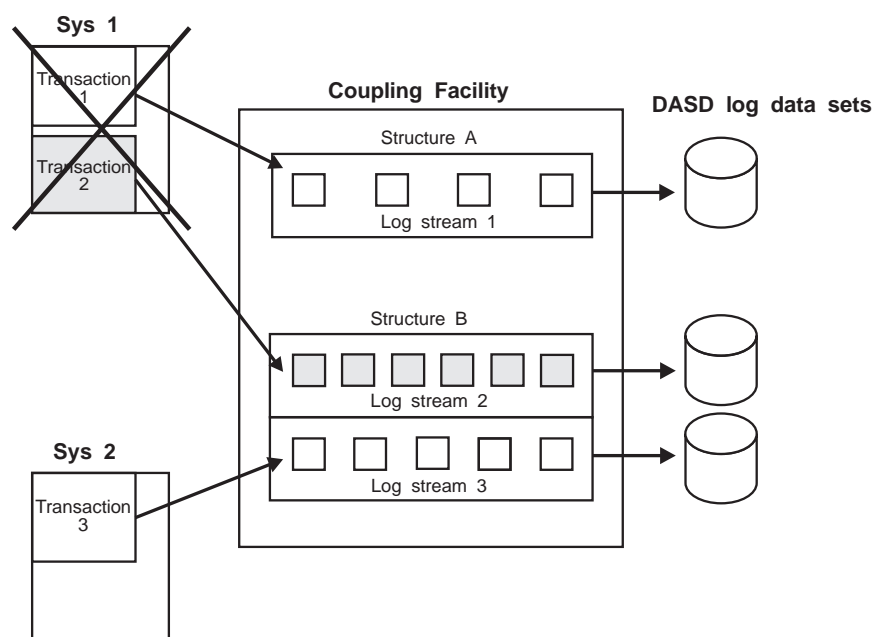 Sys 1
Transaction
1
Transaction
2
Coupling Facility
DASD log data sets
Structure A
Log stream 1
Structure B
Log stream 2
Log stream 3
Sys 2
Transaction
3